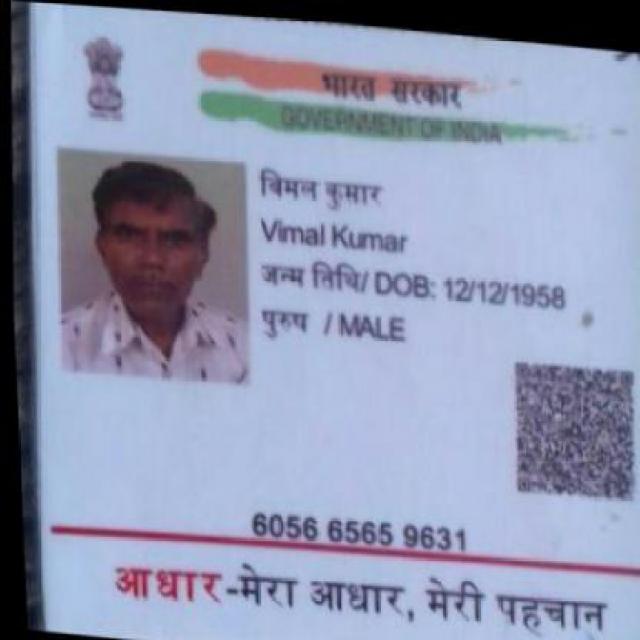 भारत सरकार
GOVERNMENT OF INDIA
विमल कुमार
Vimal Kumar
जन्म तिथि/ DOB: 12/12/1958
पुरुष / MALE
6056 6565 9631
आधार-मेरा आधार, मेरी पहचान